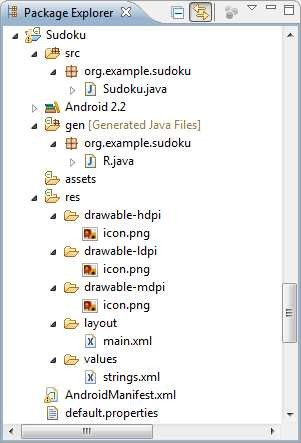 Package Explorer
Sudoku
src
org.example.sudoku
Sudoku.java
Android 2.2
gen [Generated Java Files]
org.example.sudoku
R.java
assets
res
drawable-hdpi
icon.png
drawable-ldpi
icon.png
drawable-mdpi
icon.png
layout
main.xml
values
strings.xml
AndroidManifest.xml
default.properties